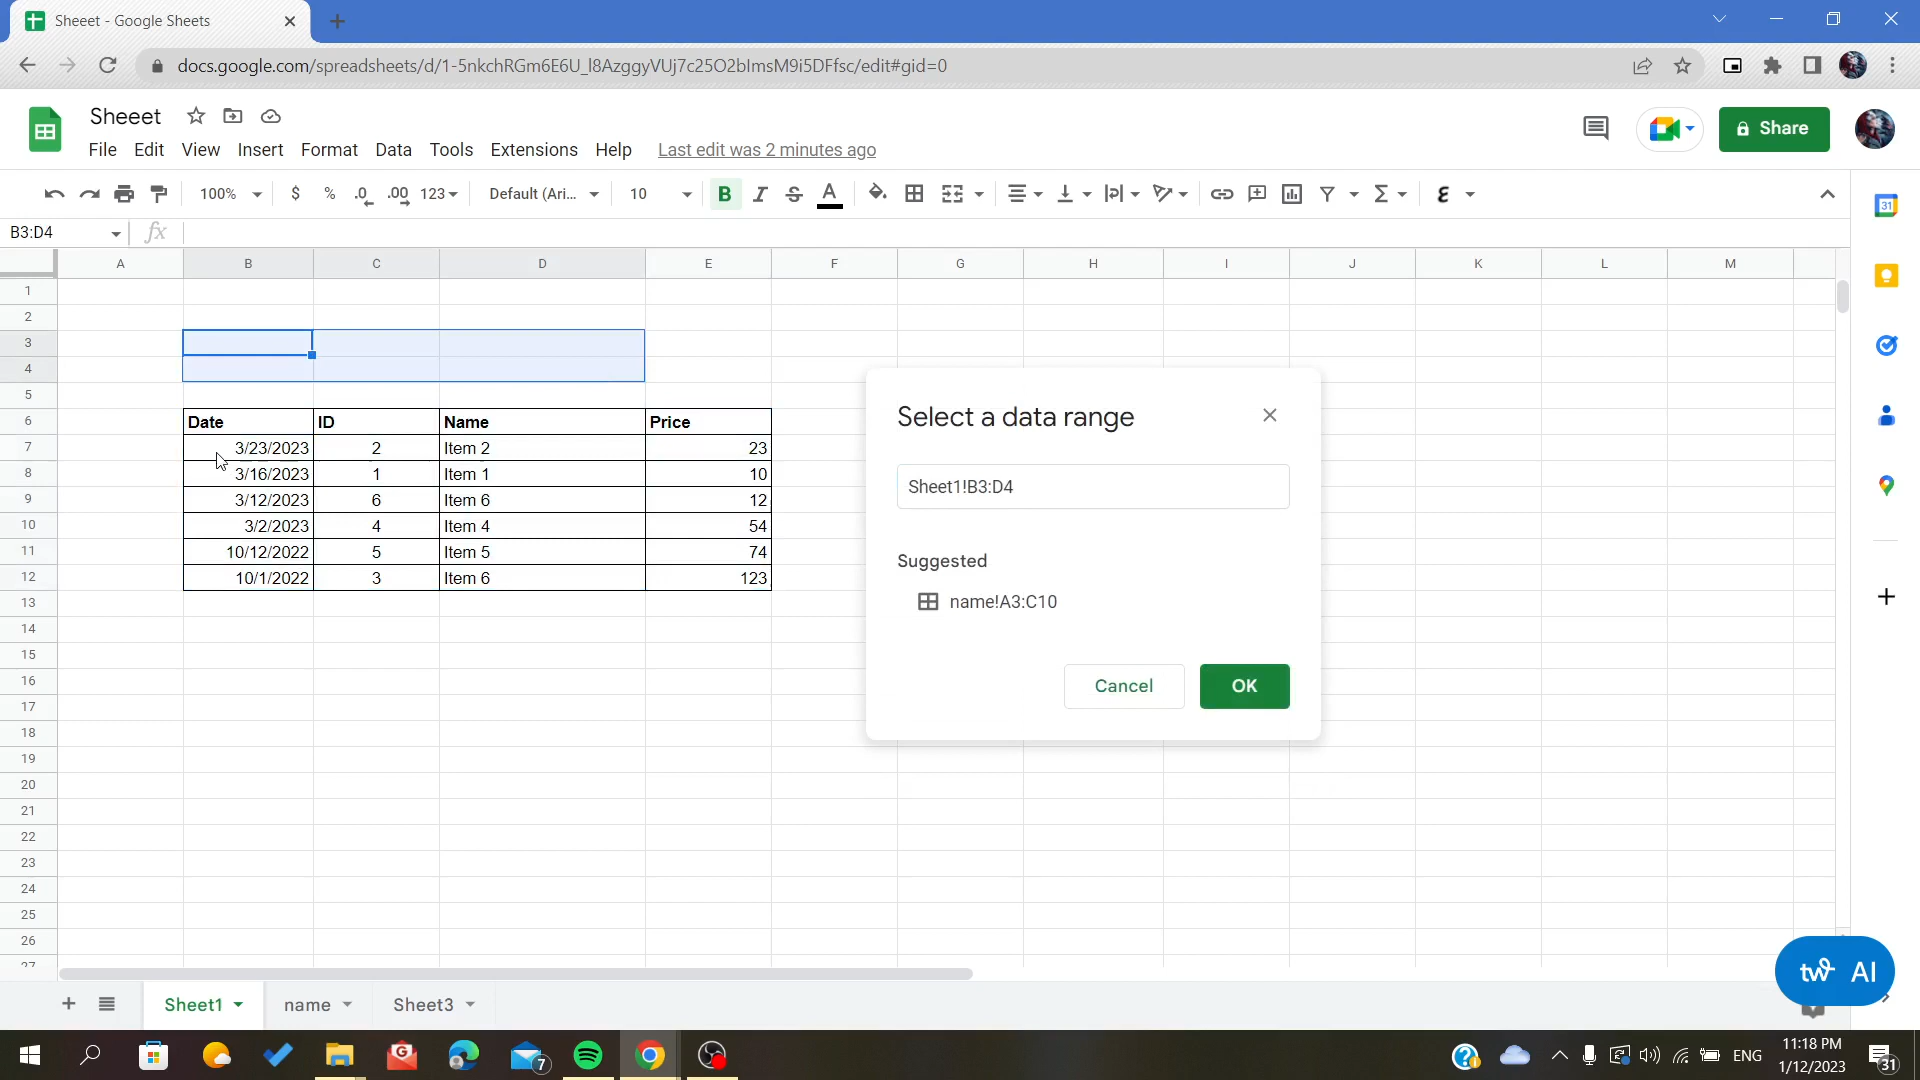 Sheeet - Google Sheets
docs.google.com/spreadsheets/d/1-5nkchRGm6E6U_l8AzggyVUj7c25O2bImsM9i5DFfsc/edit#gid=0
Sheeet
File Edit View Insert Format Data Tools Extensions Help Last edit was 2 minutes ago
Share
100% $ % .0 .00 123 Default (Ari... 10 B I S A
B3:D4 fx
A B C D E F G H I J K L M
1
2
3
4
5
6 Date ID Name Price
7 3/23/2023 2 Item 2 23
8 3/16/2023 1 Item 1 10
9 3/12/2023 6 Item 6 12
10 3/2/2023 4 Item 4 54
11 10/12/2022 5 Item 5 74
12 10/1/2022 3 Item 6 123
13
14
15
16
17
18
19
20
21
22
23
24
25
26
27
Select a data range
Sheet1!B3:D4
Suggested
name!A3:C10
Cancel OK
31
tw AI
Sheet1 name Sheet3
7
ENG
11:18 PM
1/12/2023
31